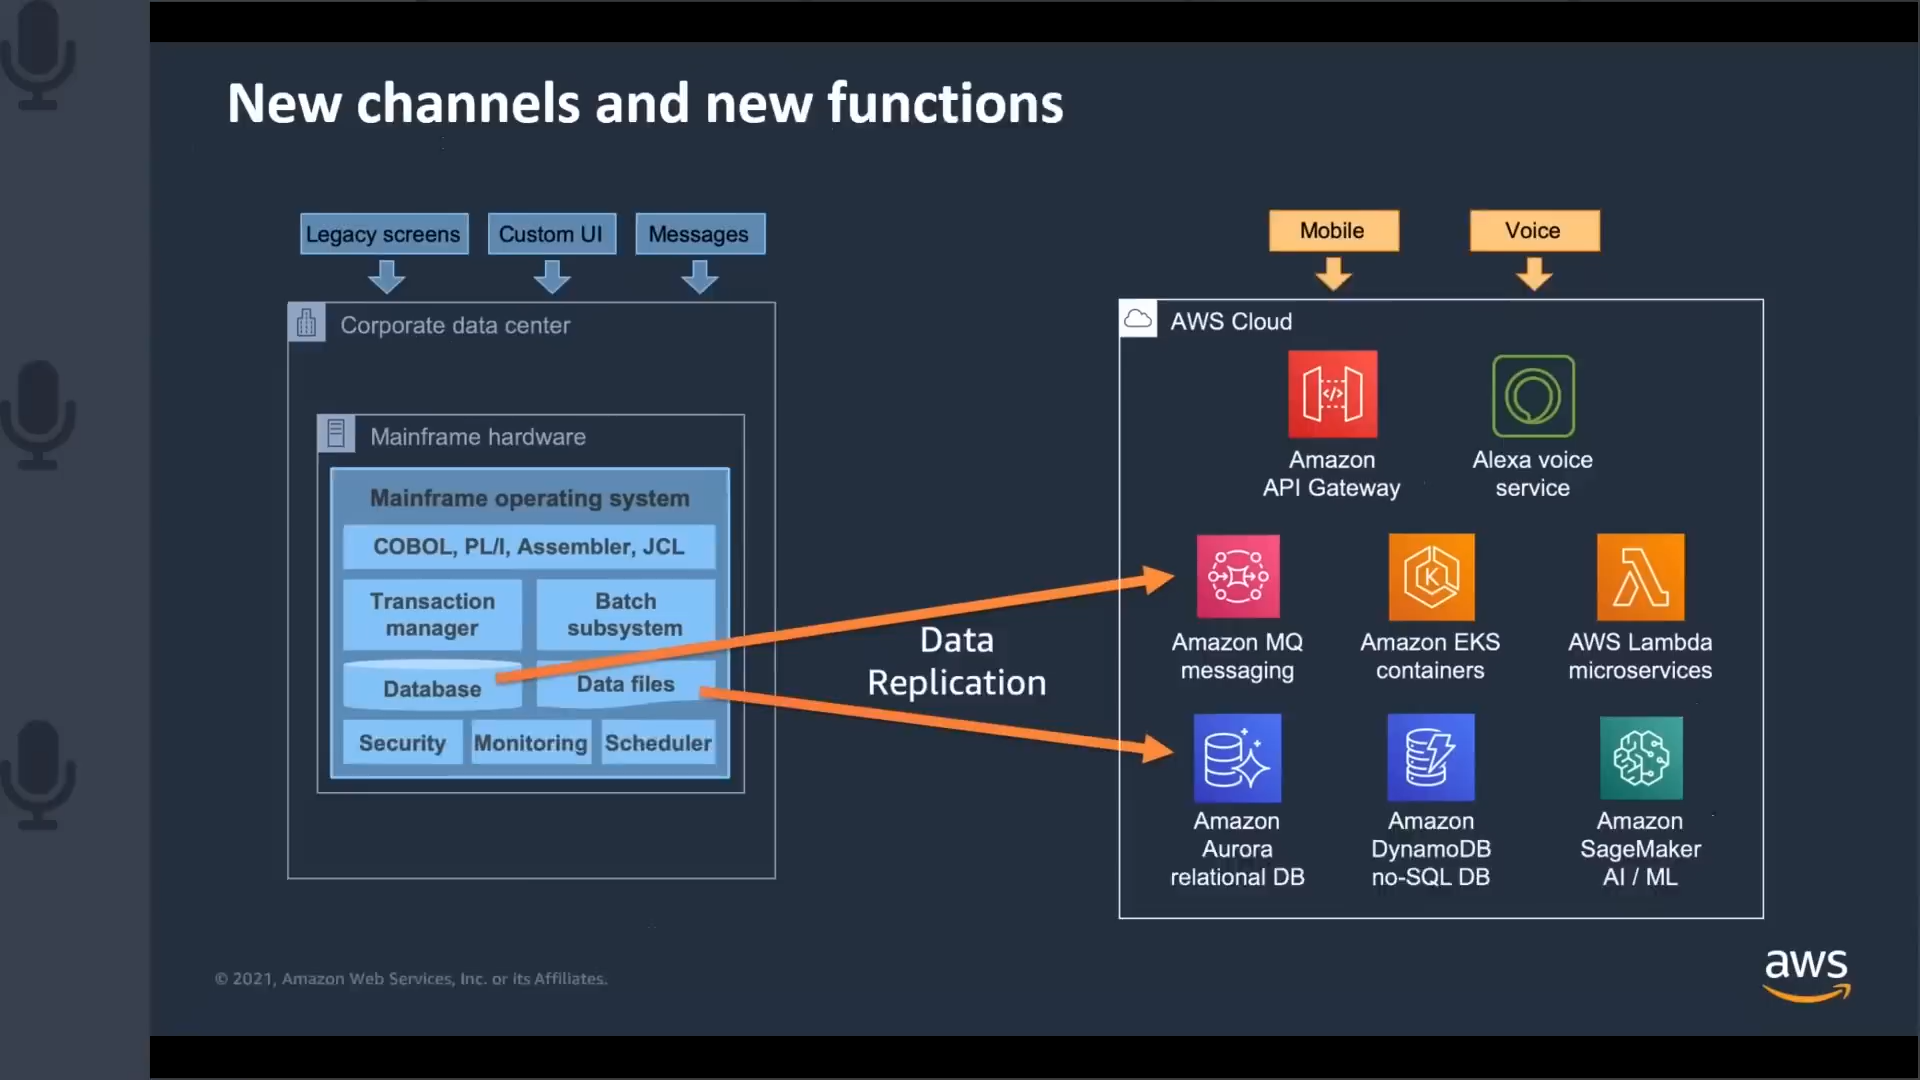 New channels and new functions
Legacy screens
Custom UI
Messages
Corporate data center
Mainframe hardware
Mainframe operating system
COBOL, PL/I, Assembler, JCL
Transaction
manager
Batch
subsystem
Database
Data files
Security
Monitoring
Scheduler
Data
Replication
Mobile
Voice
AWS Cloud
</>
Amazon
API Gateway
Alexa voice
service
Amazon MQ
messaging
K
Amazon EKS
containers
AWS Lambda
microservices
Amazon
Aurora
relational DB
Amazon
DynamoDB
no-SQL DB
Amazon
SageMaker
AI / ML
© 2021, Amazon Web Services, Inc. or its Affiliates.
aws